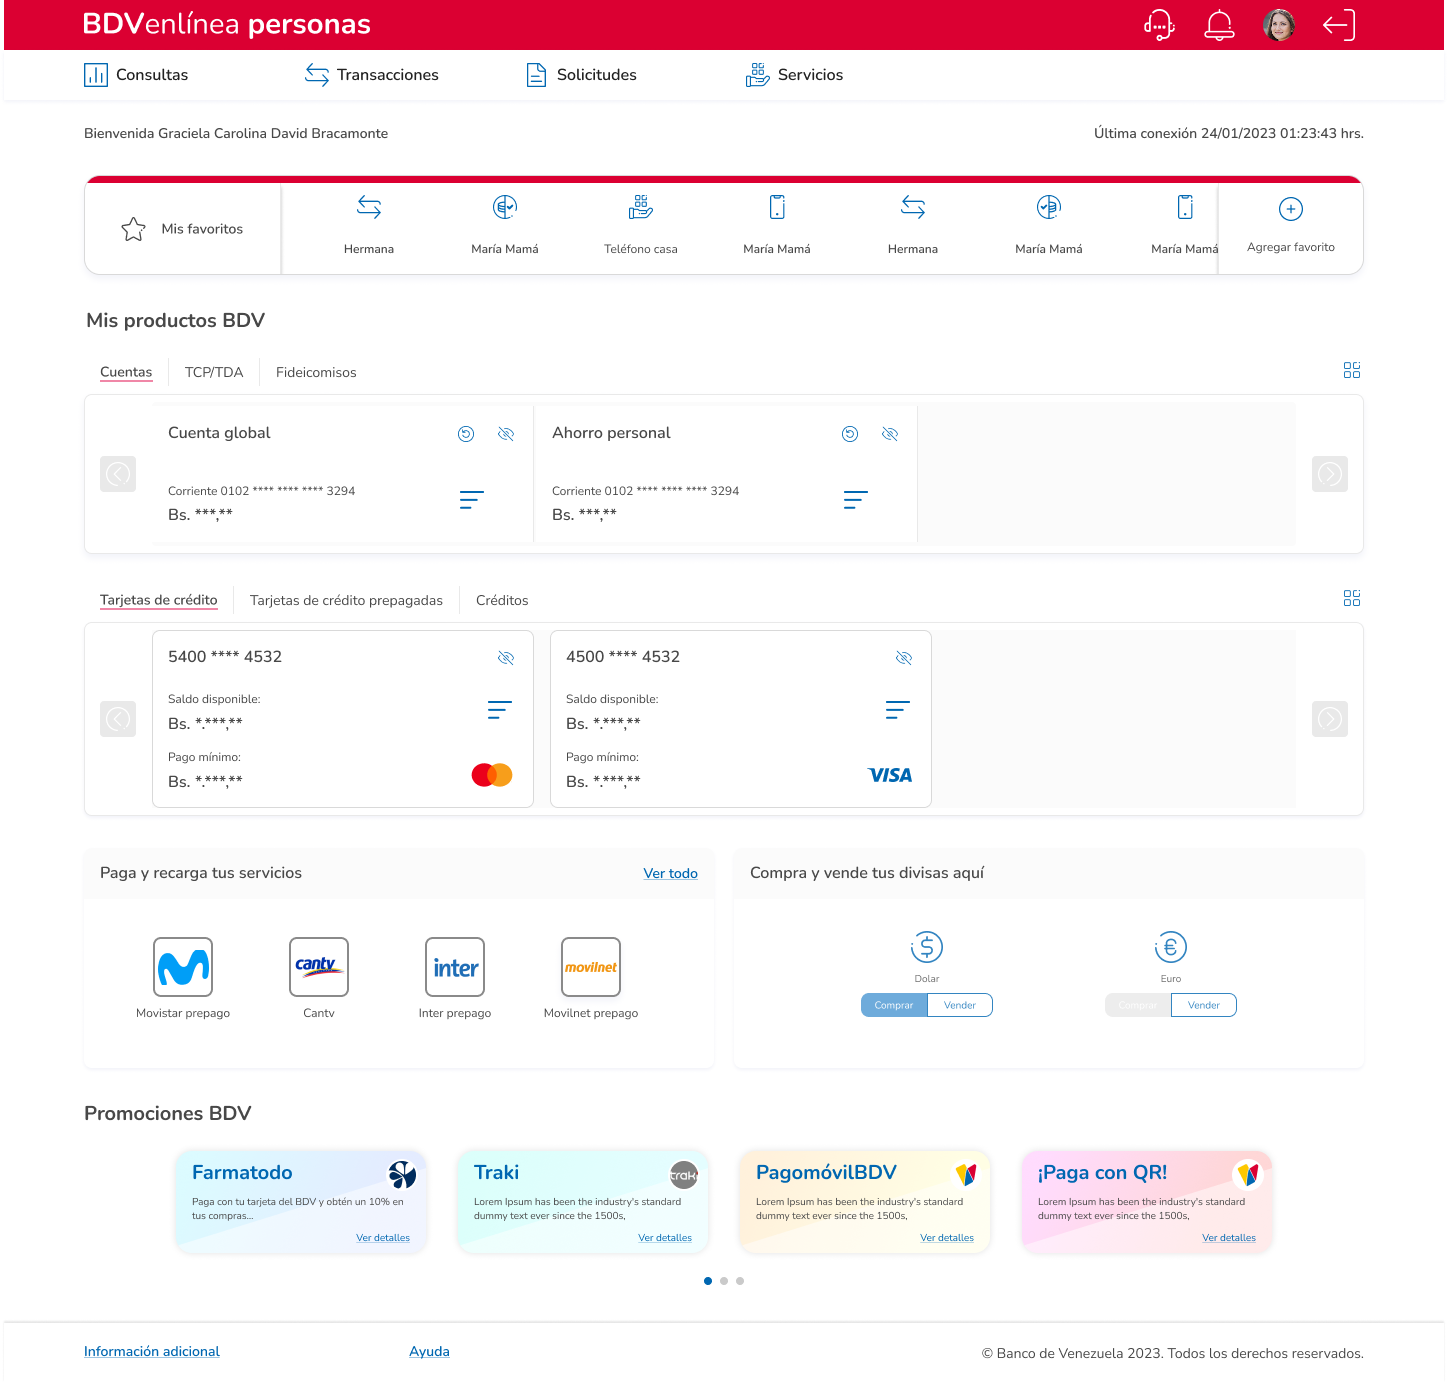 BDVenlínea personas
Consultas
Transacciones
Solicitudes
Servicios
Bienvenida Graciela Carolina David Bracamonte
Última conexión 24/01/2023 01:23:43 hrs.
Mis favoritos
Hermana
María Mamá
Teléfono casa
María Mamá
Hermana
María Mamá
María Mamá
Agregar favorito
Mis productos BDV
Cuentas
TCP/TDA
Fideicomisos
Cuenta global
Corriente 0102 **** **** **** 3294
Bs. ***,**
Ahorro personal
Corriente 0102 **** **** **** 3294
Bs. ***,**
Tarjetas de crédito
Tarjetas de crédito prepagadas
Créditos
5400 **** 4532
Saldo disponible:
Bs. *.***,**
Pago mínimo:
Bs. *.***,**
4500 **** 4532
Saldo disponible:
Bs. *.***,**
Pago mínimo:
Bs. *.***,**
VISA
Paga y recarga tus servicios
Ver todo
cantv
inter
movilnet
Movistar prepago
Cantv
Inter prepago
Movilnet prepago
Compra y vende tus divisas aquí
Dolar
Comprar
Vender
Euro
Comprar
Vender
Promociones BDV
Farmatodo
Paga con tu tarjeta del BDV y obtén un 10% en
tus compras...
Ver detalles
Traki
traki
Lorem Ipsum has been the industry's standard
dummy text ever since the 1500s,
Ver detalles
PagomóvilBDV
Lorem Ipsum has been the industry's standard
dummy text ever since the 1500s,
Ver detalles
¡Paga con QR!
Lorem Ipsum has been the industry's standard
dummy text ever since the 1500s,
Ver detalles
Información adicional
Ayuda
© Banco de Venezuela 2023. Todos los derechos reservados.